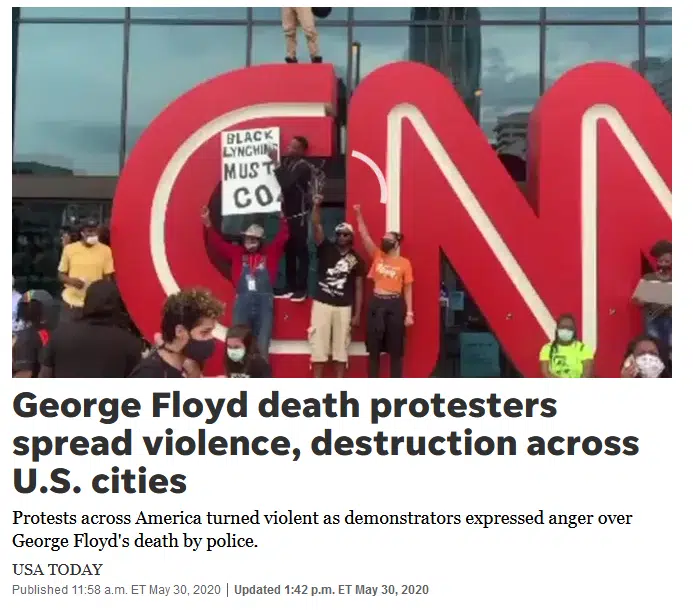 BLACK
LYNCHING
MUST
CNN
George Floyd death protesters
spread violence, destruction across
U.S. cities
Protests across America turned violent as demonstrators expressed anger over
George Floyd's death by police.
USA TODAY
Published 11:58 a.m. ET May 30, 2020 | Updated 1:42 p.m. ET May 30, 2020